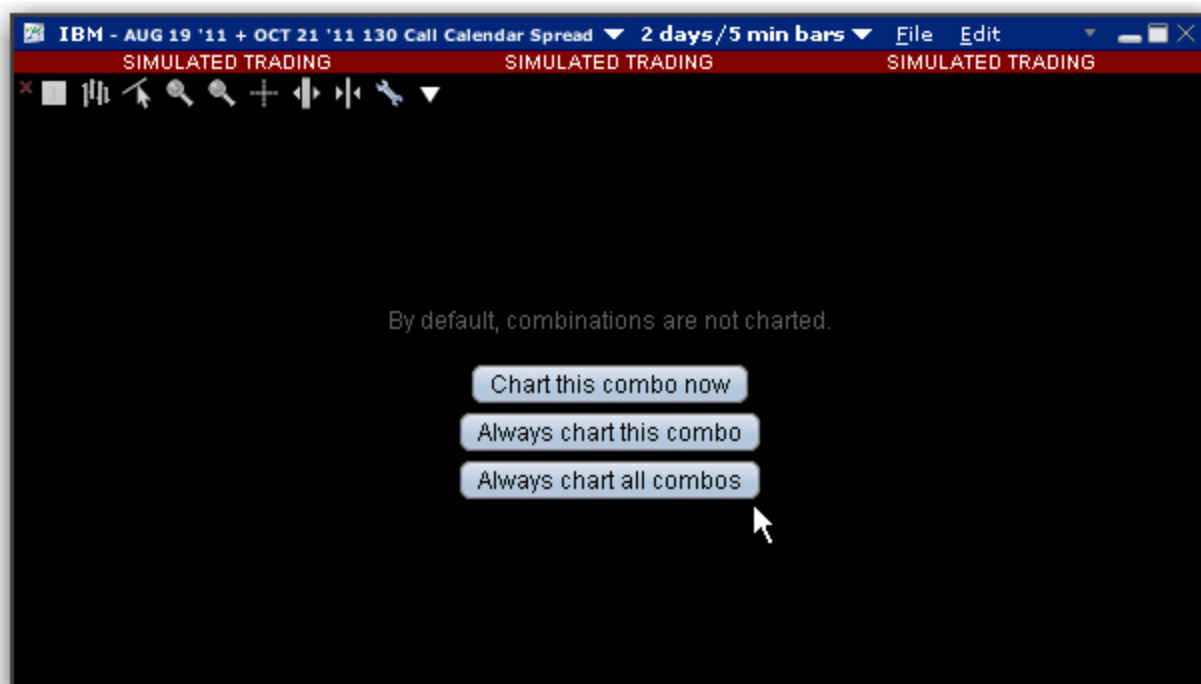 IBM - AUG 19 '11 + OCT 21 '11 130 Call Calendar Spread 2 days/5 min bars File Edit
SIMULATED TRADING SIMULATED TRADING SIMULATED TRADING
By default, combinations are not charted.
Chart this combo now
Always chart this combo
Always chart all combos